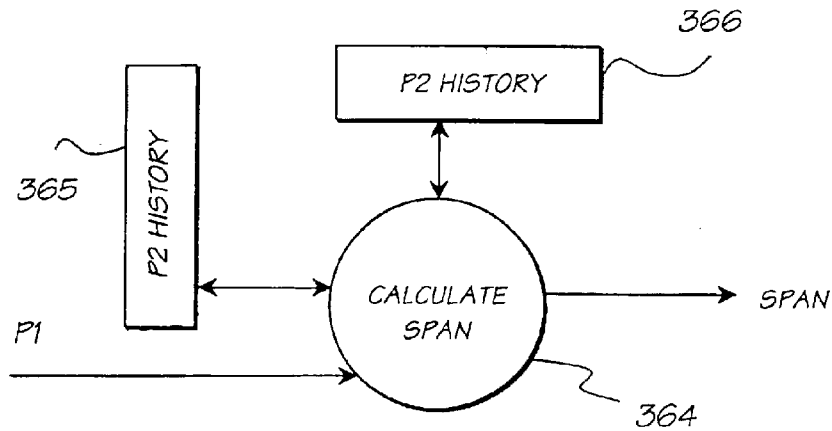 366
P2 HISTORY
365
P2 HISTORY
CALCULATE
SPAN
SPAN
P1
364